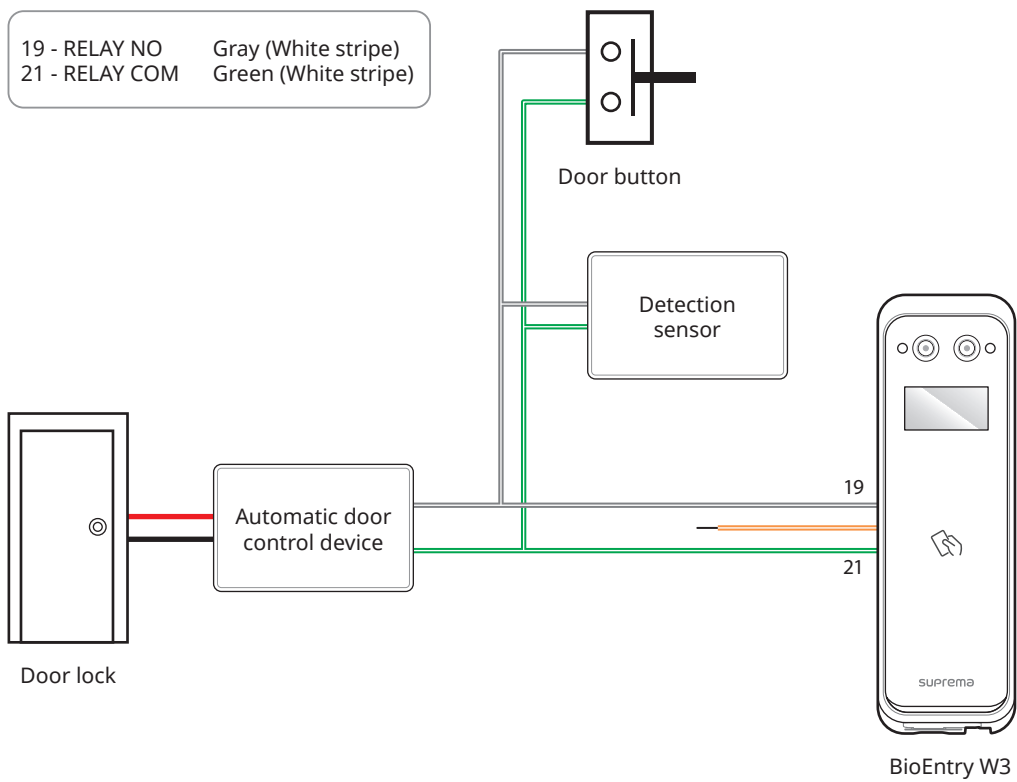 19 - RELAY NO Gray (White stripe)
21 - RELAY COM Green (White stripe)
Door button
Detection
sensor
19
Automatic door
control device
21
Door lock
suprema
BioEntry W3